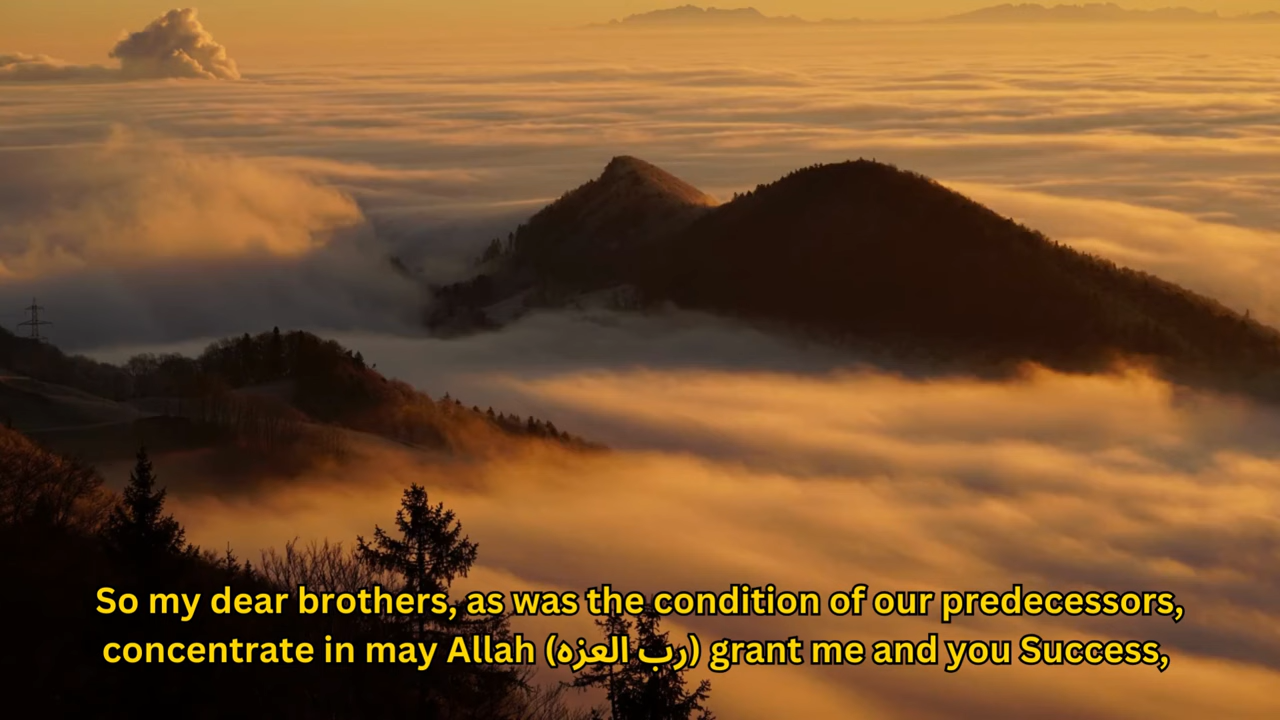 So my dear brothers, as was the condition of our predecessors,
concentrate in may Allah (رب العزه) grant me and you Success,